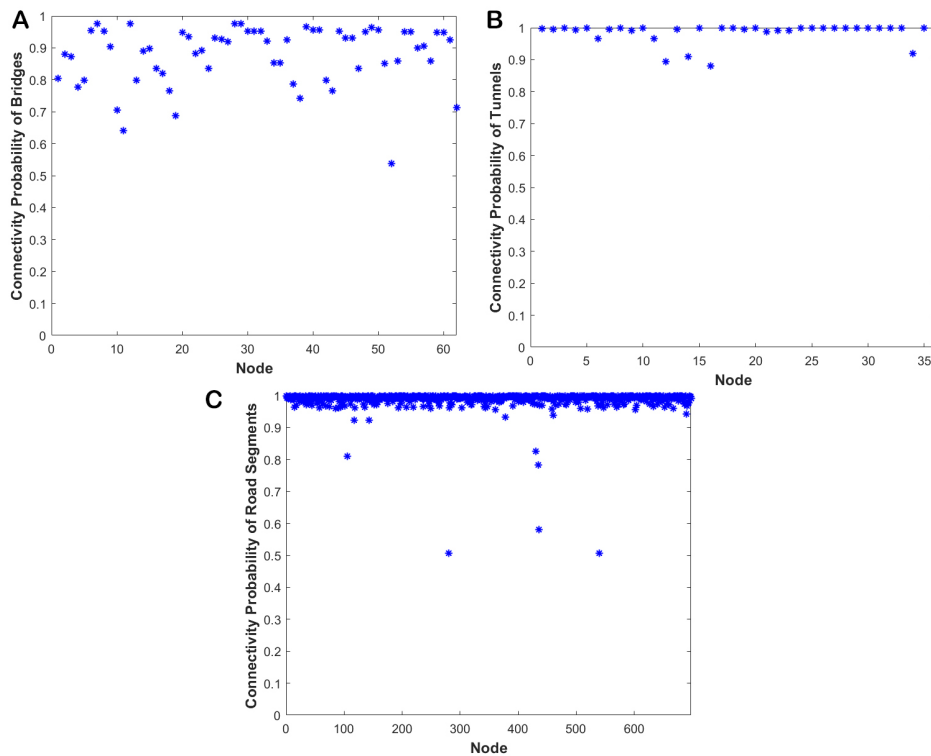 A
Connectivity Probability of Bridges
1
0.9
0.8
0.7
0.6
0.5
0.4
0.3
0.2
0.1
0
0 10 20 30 40 50 60
Node
B
Connectivity Probability of Tunnels
1
0.9
0.8
0.7
0.6
0.5
0.4
0.3
0.2
0.1
0
0 5 10 15 20 25 30 35
Node
C
Connectivity Probability of Road Segments
1
0.9
0.8
0.7
0.6
0.5
0.4
0.3
0.2
0.1
0
0 100 200 300 400 500 600
Node